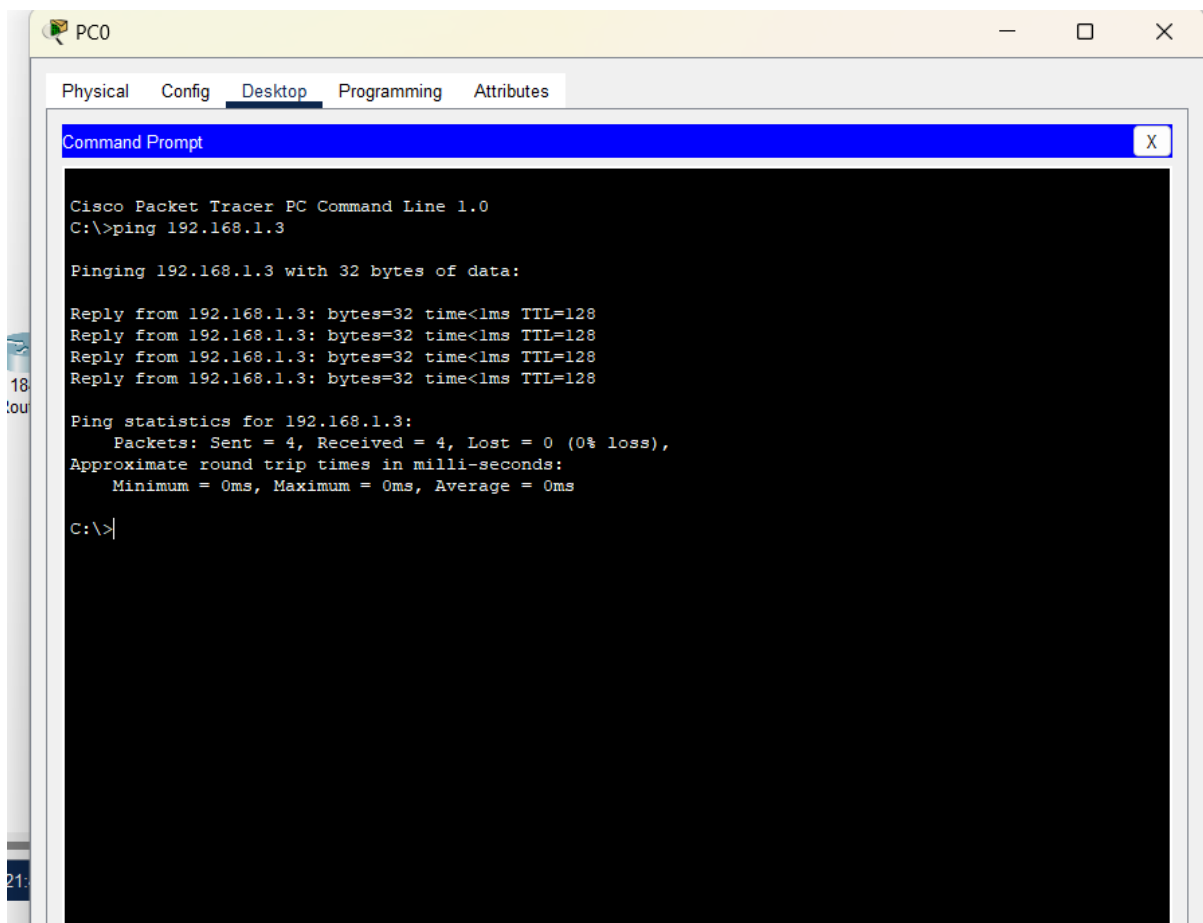 PC0
Physical Config Desktop Programming Attributes
Command Prompt
X
Cisco Packet Tracer PC Command Line 1.0
C:\>ping 192.168.1.3
Pinging 192.168.1.3 with 32 bytes of data:
Reply from 192.168.1.3: bytes=32 time<1ms TTL=128
Reply from 192.168.1.3: bytes=32 time<1ms TTL=128
Reply from 192.168.1.3: bytes=32 time<1ms TTL=128
Reply from 192.168.1.3: bytes=32 time<1ms TTL=128
Ping statistics for 192.168.1.3:
Packets: Sent = 4, Received = 4, Lost = 0 (0% loss),
Approximate round trip times in milli-seconds:
Minimum = 0ms, Maximum = 0ms, Average = 0ms
C:\>
18
21: